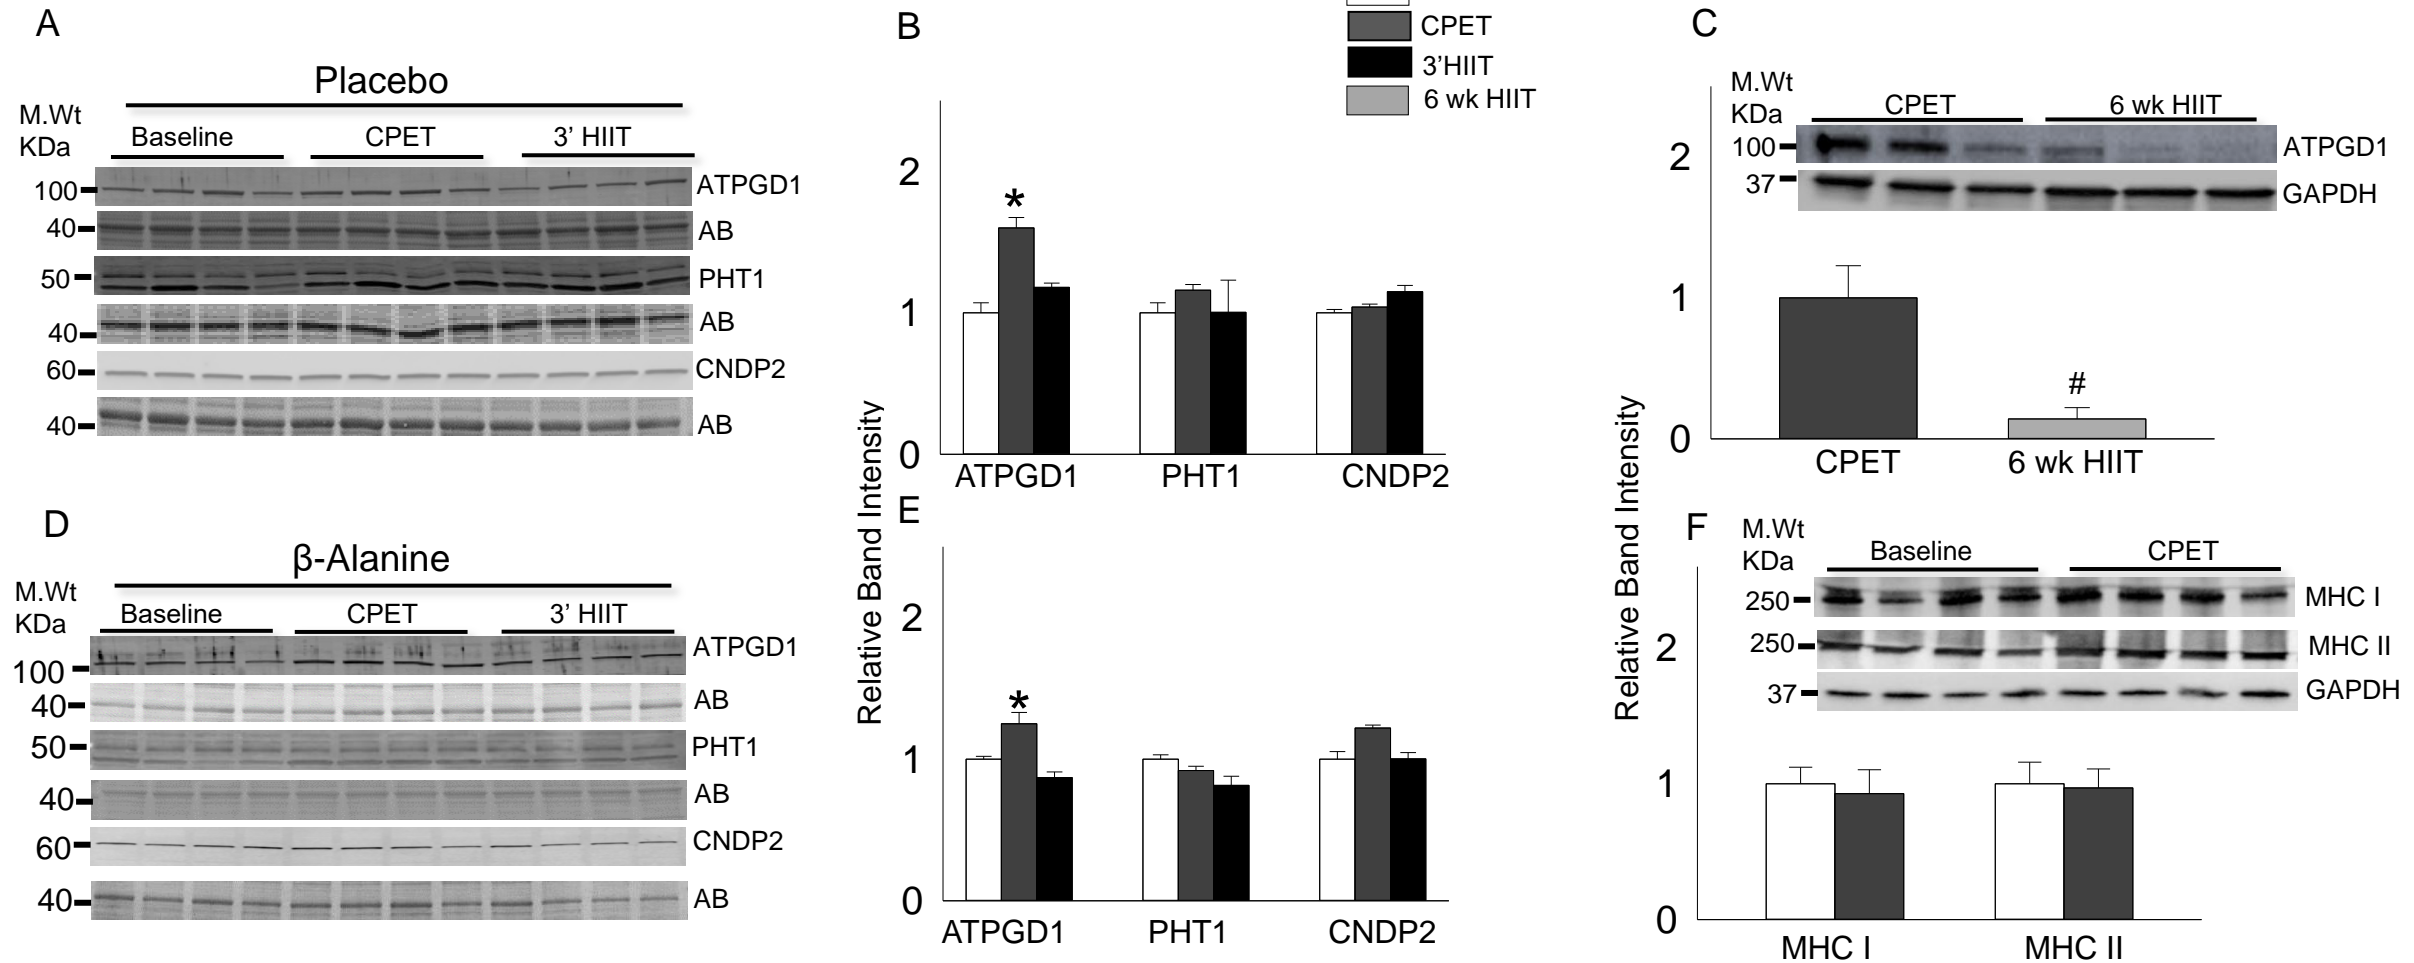 A
Placebo
M.Wt
KDa
Baseline
CPET
3’ HIIT
100
ATPGD1
40
AB
50
PHT1
40
AB
60
CNDP2
40
AB
B
CPET
3’HIIT
6 wk HIIT
Relative Band Intensity
2
1
0
*
ATPGD1
PHT1
CNDP2
C
M.Wt
KDa
CPET
6 wk HIIT
100
ATPGD1
37
GAPDH
Relative Band Intensity
2
1
0
#
CPET
6 wk HIIT
D
β-Alanine
M.Wt
KDa
Baseline
CPET
3’ HIIT
100
ATPGD1
40
AB
50
PHT1
40
AB
60
CNDP2
40
AB
E
2
1
0
*
ATPGD1
PHT1
CNDP2
F
M.Wt
KDa
Baseline
CPET
250
MHC I
250
MHC II
37
GAPDH
2
1
0
MHC I
MHC II